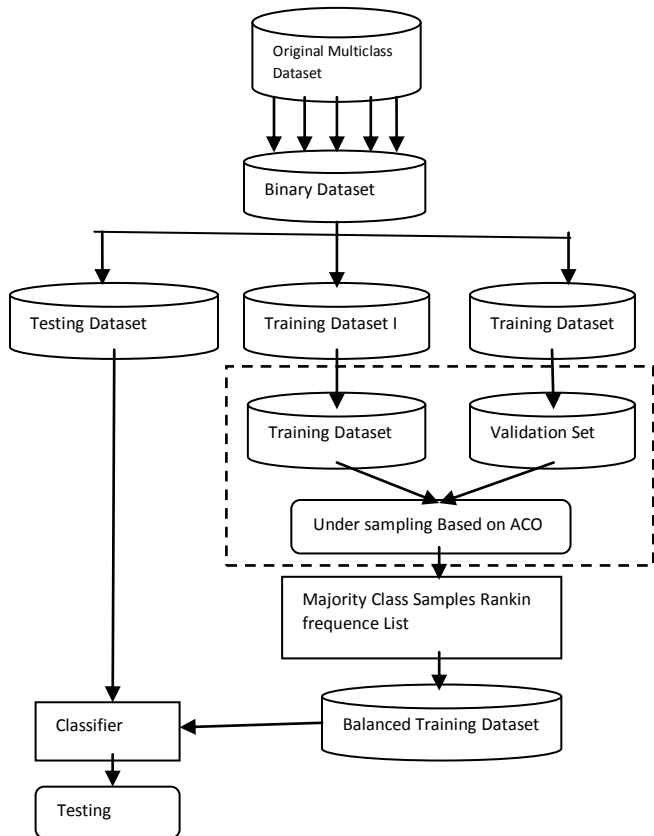 Original Multiclass
Dataset
Binary Dataset
Testing Dataset
Training Dataset I
Training Dataset
Training Dataset
Validation Set
Under sampling Based on ACO
Majority Class Samples Rankin
frequence List
Balanced Training Dataset
Classifier
Testing